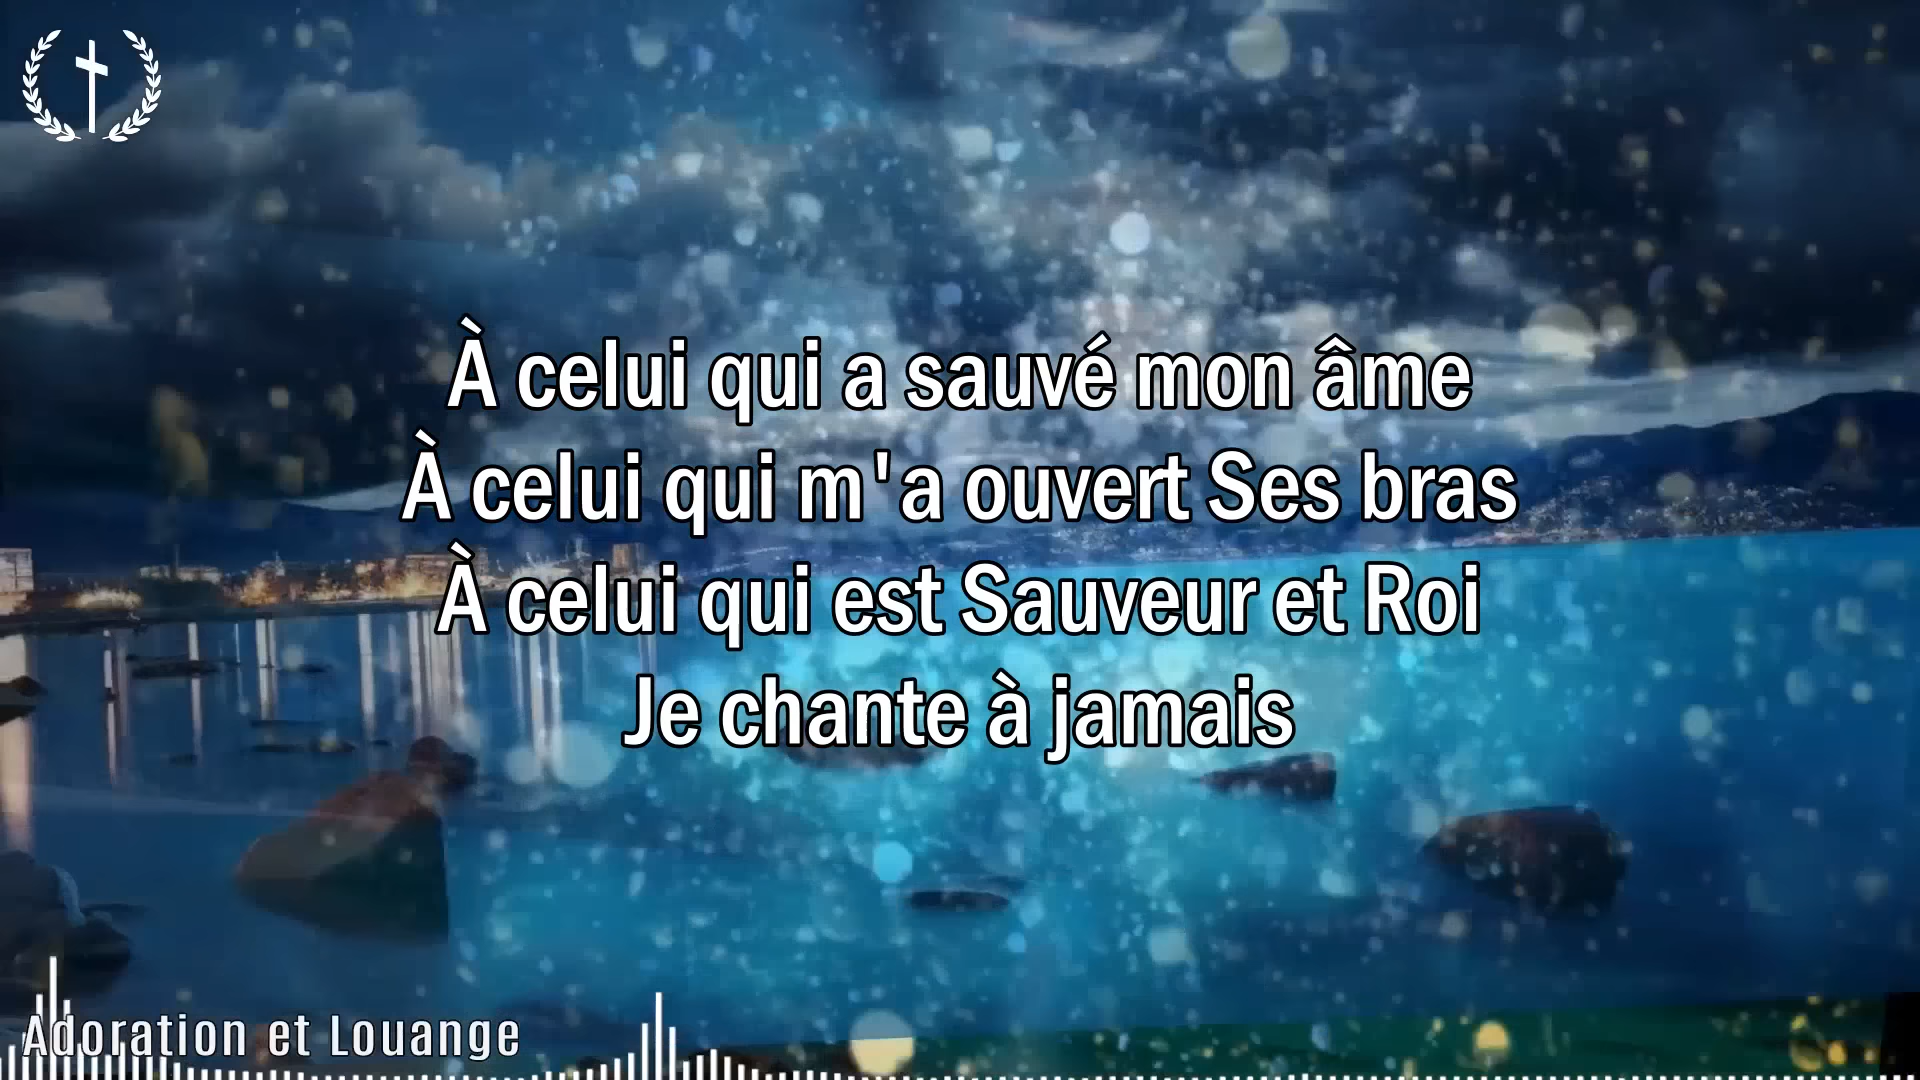 À celui qui a sauvé mon âme
À celui qui m'a ouvert Ses bras
À celui qui est Sauveur et Roi
Je chante à jamais
Adoration et Louange